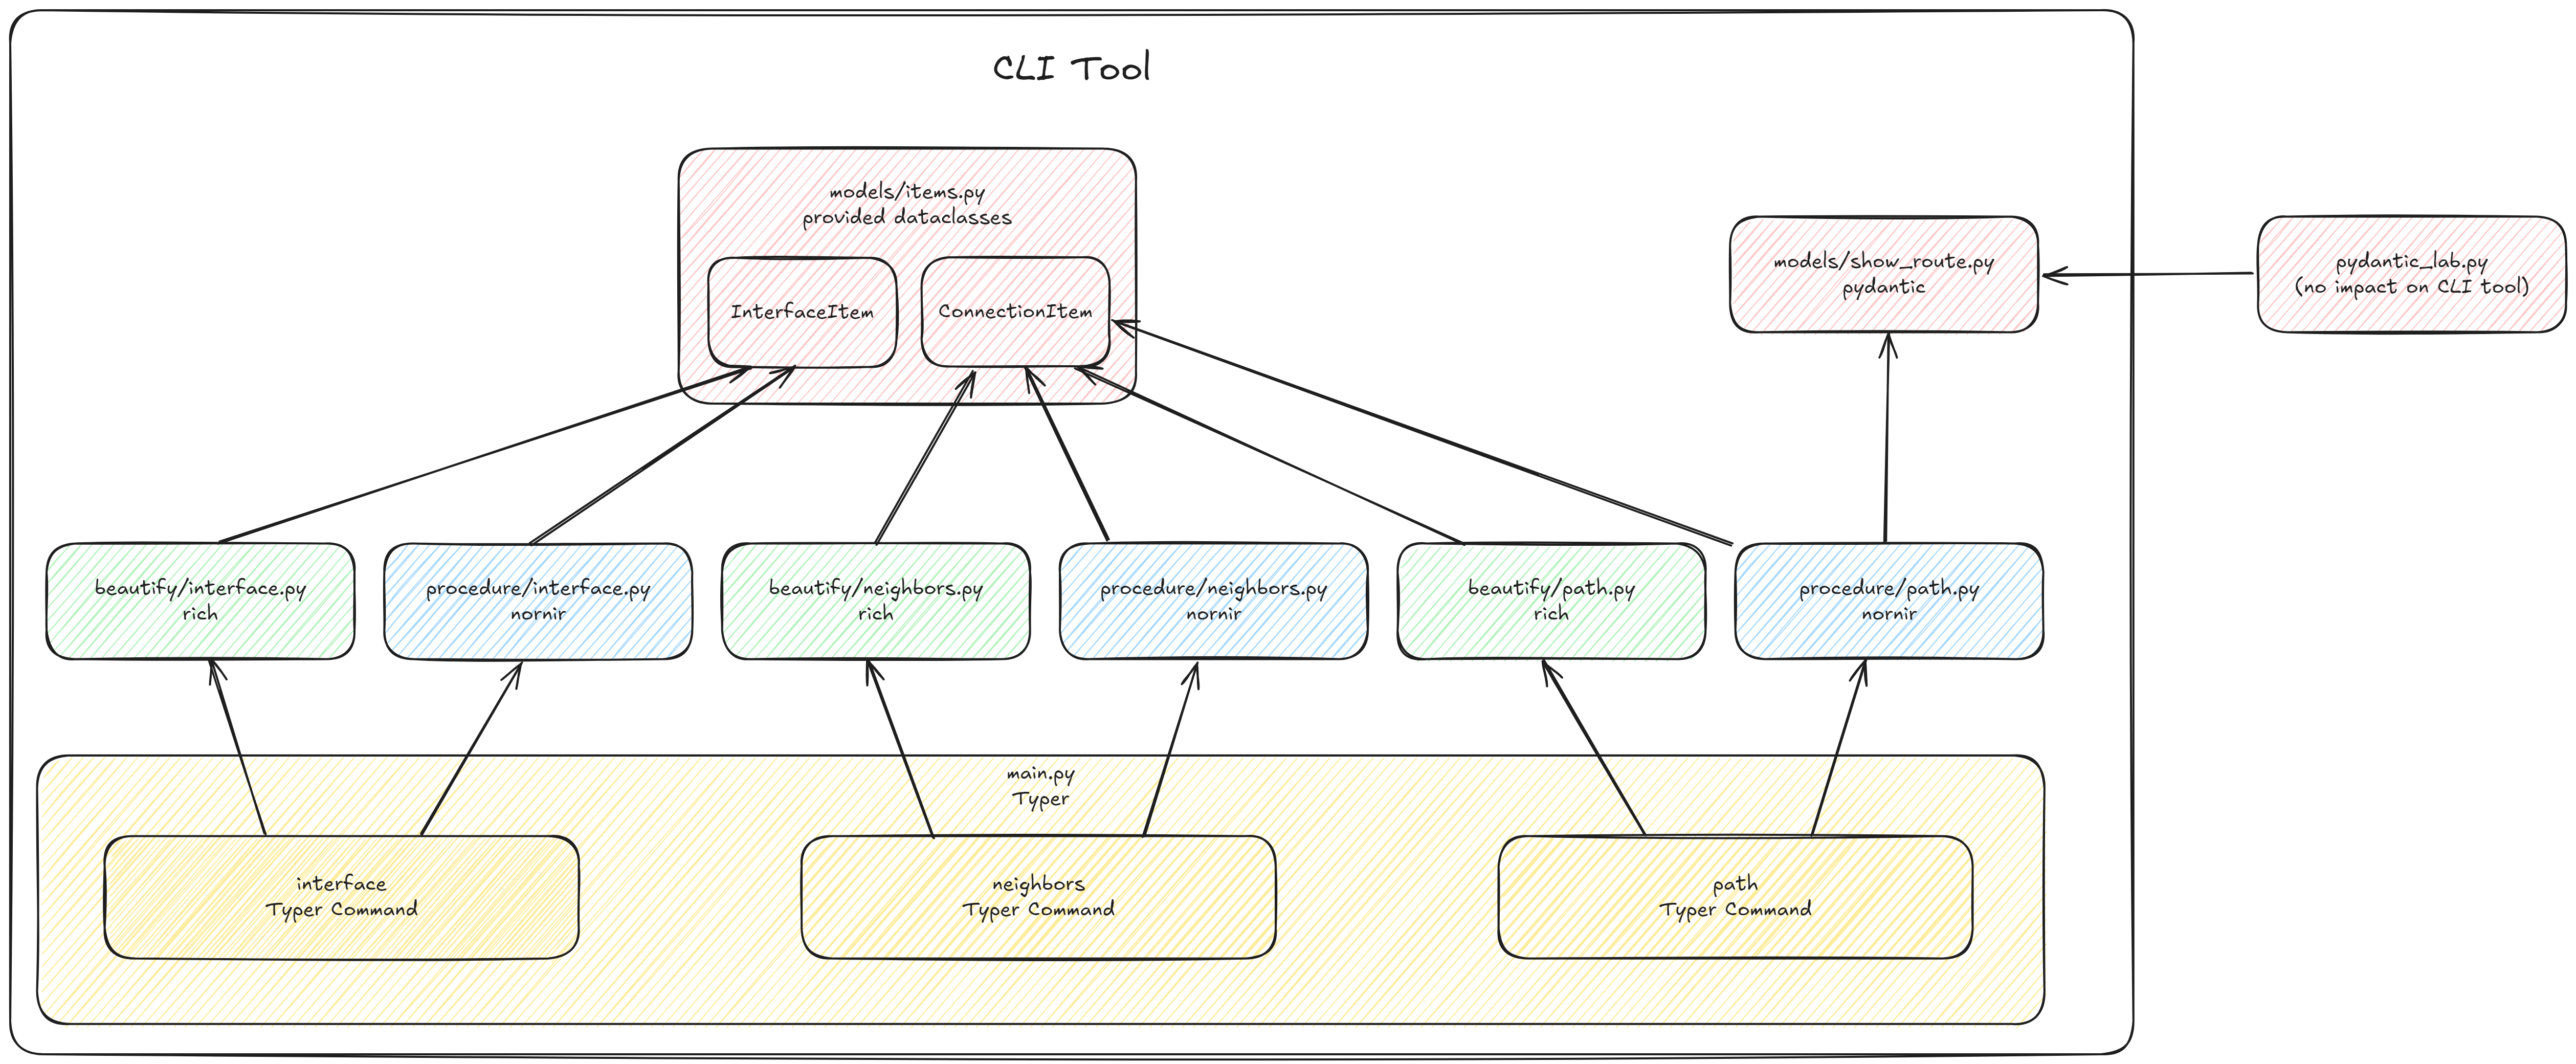 CLI Tool
models/items.py
provided dataclasses
InterfaceItem
ConnectionItem
models/show_route.py
pydantic
pydantic_lab.py
(no impact on CLI tool)
beautify/interface.py
rich
procedure/interface.py
nornir
beautify/neighbors.py
rich
procedure/neighbors.py
nornir
beautify/path.py
rich
procedure/path.py
nornir
main.py
Typer
interface
Typer Command
neighbors
Typer Command
path
Typer Command